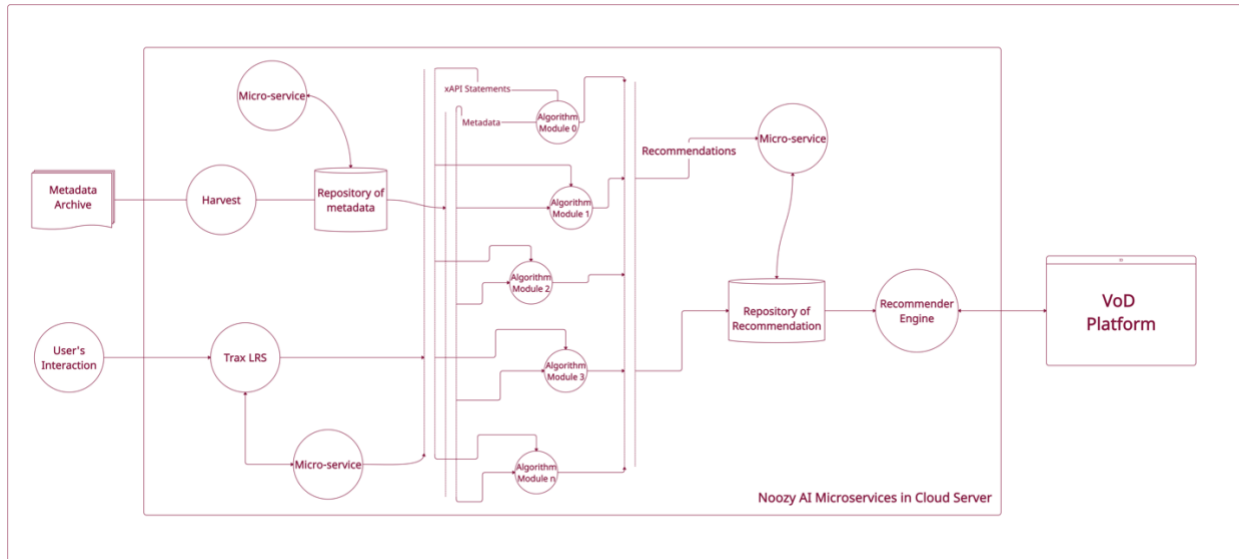 Micro-service
xAPI Statements
Metadata
Algorithm
Module 0
Recommendations
Micro-service
Metadata
Archive
Harvest
Repository of
metadata
Algorithm
Module 1
Algorithm
Module 2
Repository of
Recommendation
Recommender
Engine
VoD
Platform
User's
Interaction
Trax LRS
Algorithm
Module 3
Micro-service
Algorithm
Module n
Noozy AI Microservices in Cloud Server